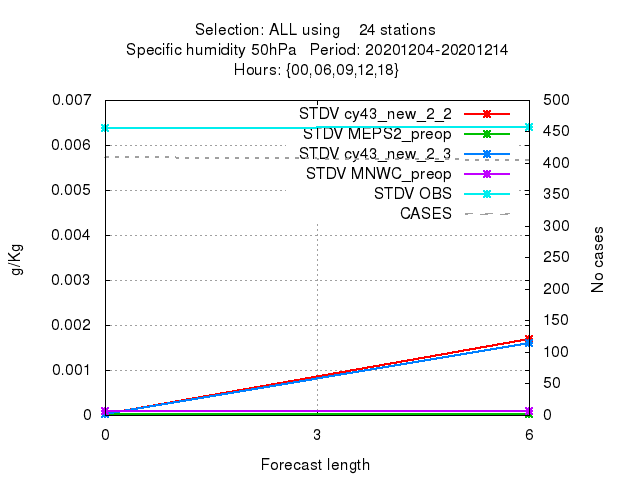 Selection: ALL using 24 stations
Specific humidity 50hPa Period: 20201204-20201214
Hours: {00,06,09,12,18}
STDV cy43_new_2_2
STDV MEPS2_preop
STDV cy43_new_2_3
STDV MNWC_preop
STDV OBS
CASES
0.007
0.006
0.005
0.004
0.003
0.002
0.001
0
g/Kg
500
450
400
350
300
250
200
150
100
50
0
No cases
0 3 6
Forecast length